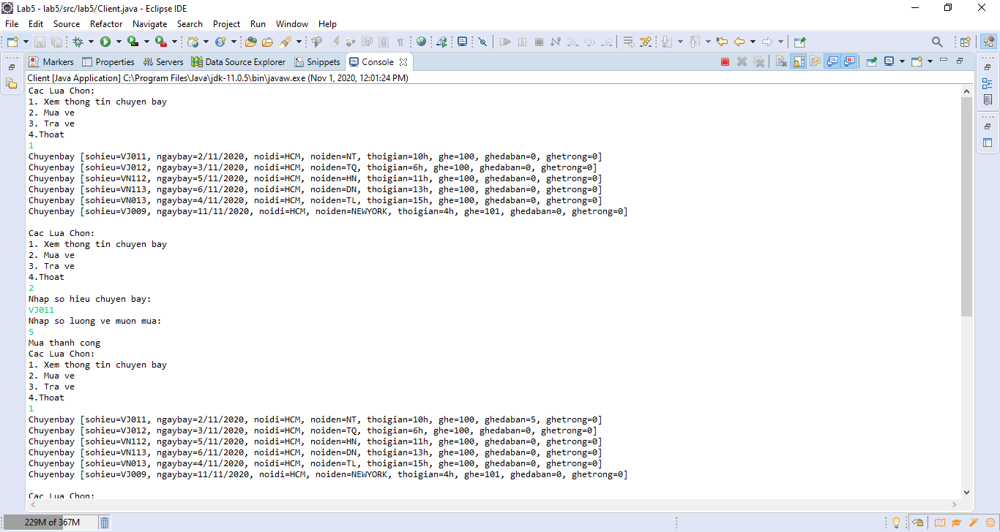 Lab5 - lab5/src/lab5/Client.java - Eclipse IDE
File Edit Source Refactor Navigate Search Project Run Window Help
Markers Properties Servers Data Source Explorer Snippets Console
Client [Java Application] C:\Program Files\Java\jdk-11.0.5\bin\javaw.exe (Nov 1, 2020, 12:01:24 PM)
Cac Lua Chon:
1. Xem thong tin chuyen bay
2. Mua ve
3. Tra ve
4.Thoat
1
Chuyenbay [sohieu=VJ011, ngaybay=2/11/2020, noidi=HCM, noiden=NT, thoigian=10h, ghe=100, ghedaban=0, ghetrong=0]
Chuyenbay [sohieu=VJ012, ngaybay=3/11/2020, noidi=HCM, noiden=TQ, thoigian=6h, ghe=100, ghedaban=0, ghetrong=0]
Chuyenbay [sohieu=VN112, ngaybay=5/11/2020, noidi=HCM, noiden=HN, thoigian=11h, ghe=100, ghedaban=0, ghetrong=0]
Chuyenbay [sohieu=VN113, ngaybay=6/11/2020, noidi=HCM, noiden=DN, thoigian=13h, ghe=100, ghedaban=0, ghetrong=0]
Chuyenbay [sohieu=VN013, ngaybay=4/11/2020, noidi=HCM, noiden=TL, thoigian=15h, ghe=100, ghedaban=0, ghetrong=0]
Chuyenbay [sohieu=VJ009, ngaybay=11/11/2020, noidi=HCM, noiden=NEWYORK, thoigian=4h, ghe=101, ghedaban=0, ghetrong=0]
Cac Lua Chon:
1. Xem thong tin chuyen bay
2. Mua ve
3. Tra ve
4.Thoat
2
Nhap so hieu chuyen bay:
VJ011
Nhap so luong ve muon mua:
5
Mua thanh cong
Cac Lua Chon:
1. Xem thong tin chuyen bay
2. Mua ve
3. Tra ve
4.Thoat
1
Chuyenbay [sohieu=VJ011, ngaybay=2/11/2020, noidi=HCM, noiden=NT, thoigian=10h, ghe=100, ghedaban=5, ghetrong=0]
Chuyenbay [sohieu=VJ012, ngaybay=3/11/2020, noidi=HCM, noiden=TQ, thoigian=6h, ghe=100, ghedaban=0, ghetrong=0]
Chuyenbay [sohieu=VN112, ngaybay=5/11/2020, noidi=HCM, noiden=HN, thoigian=11h, ghe=100, ghedaban=0, ghetrong=0]
Chuyenbay [sohieu=VN113, ngaybay=6/11/2020, noidi=HCM, noiden=DN, thoigian=13h, ghe=100, ghedaban=0, ghetrong=0]
Chuyenbay [sohieu=VN013, ngaybay=4/11/2020, noidi=HCM, noiden=TL, thoigian=15h, ghe=100, ghedaban=0, ghetrong=0]
Chuyenbay [sohieu=VJ009, ngaybay=11/11/2020, noidi=HCM, noiden=NEWYORK, thoigian=4h, ghe=101, ghedaban=0, ghetrong=0]
Cac Lua Chon:
229M of 367M